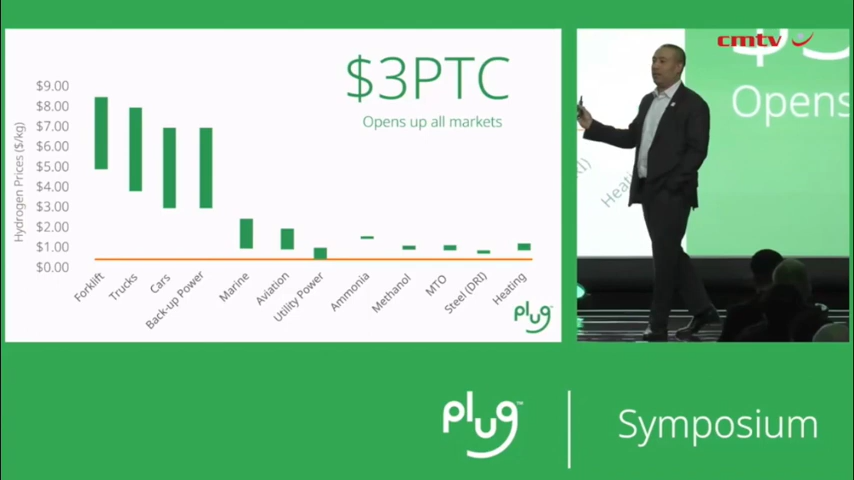 $3PTC
Opens up all markets
Hydrogen Prices ($/kg)
$9.00
$8.00
$7.00
$6.00
$5.00
$4.00
$3.00
$2.00
$1.00
$0.00
Forklift
Trucks
Cars
Back-up Power
Marine
Aviation
Utility Power
Ammonia
Methanol
MTO
Steel (DRI)
Heating
plug
cmtv
Opens
Heati
plug™
Symposium